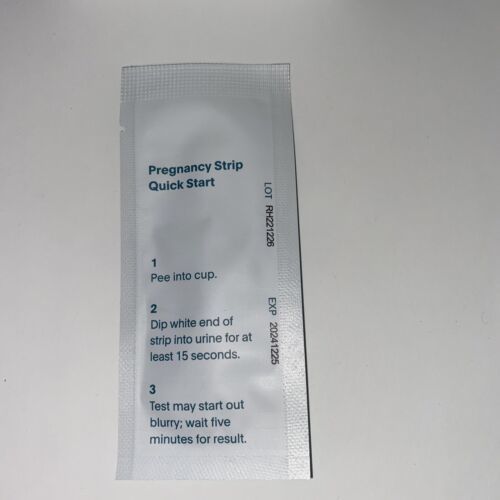 Pregnancy Strip
Quick Start
1
Pee into cup.
2
Dip white end of
strip into urine for at
least 15 seconds.
3
Test may start out
blurry; wait five
minutes for result.
LOT RH221226
EXP 20241225